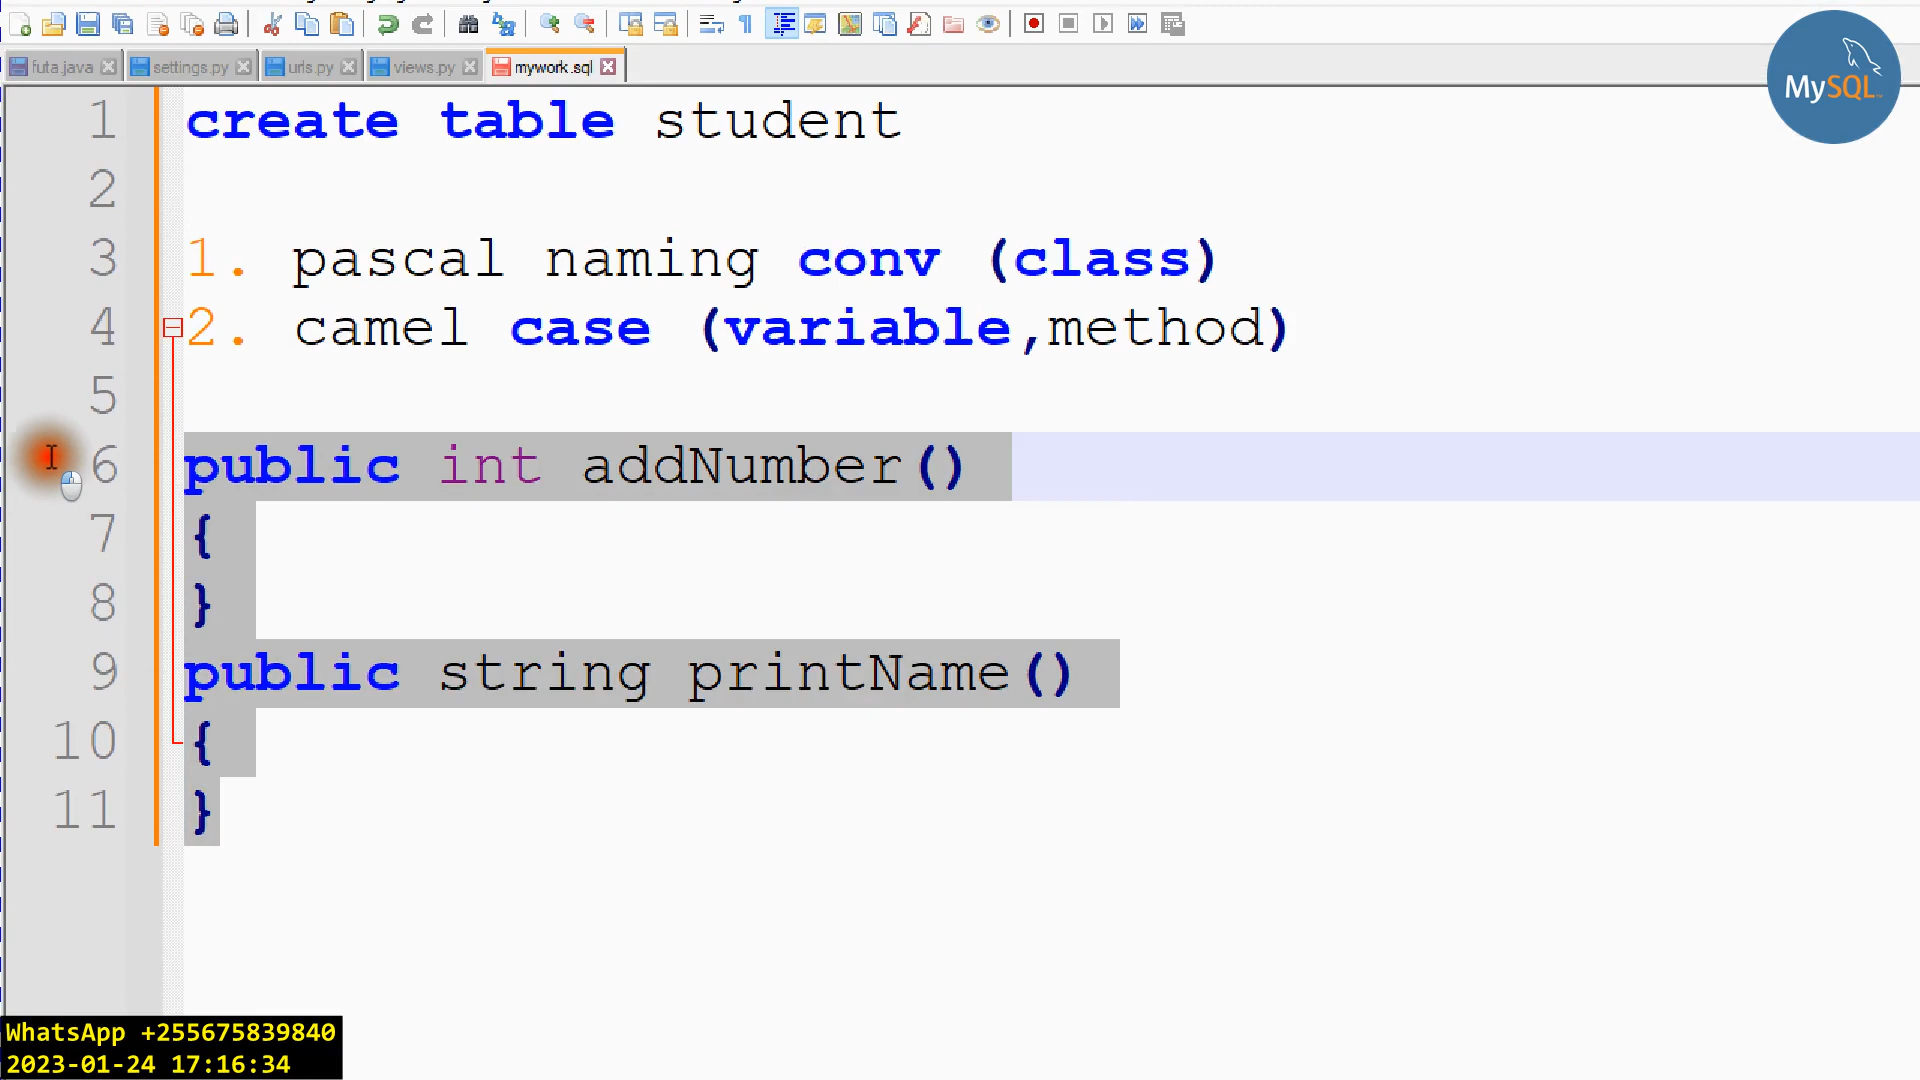 futa.java
settings.py
urls.py
views.py
mywork.sql
MySQL
1 create table student
2
3 1. pascal naming conv (class)
4 2. camel case (variable,method)
5
6 public int addNumber()
7 {
8 }
9 public string printName()
10 {
11 }
WhatsApp +255675839840
2023-01-24 17:16:34